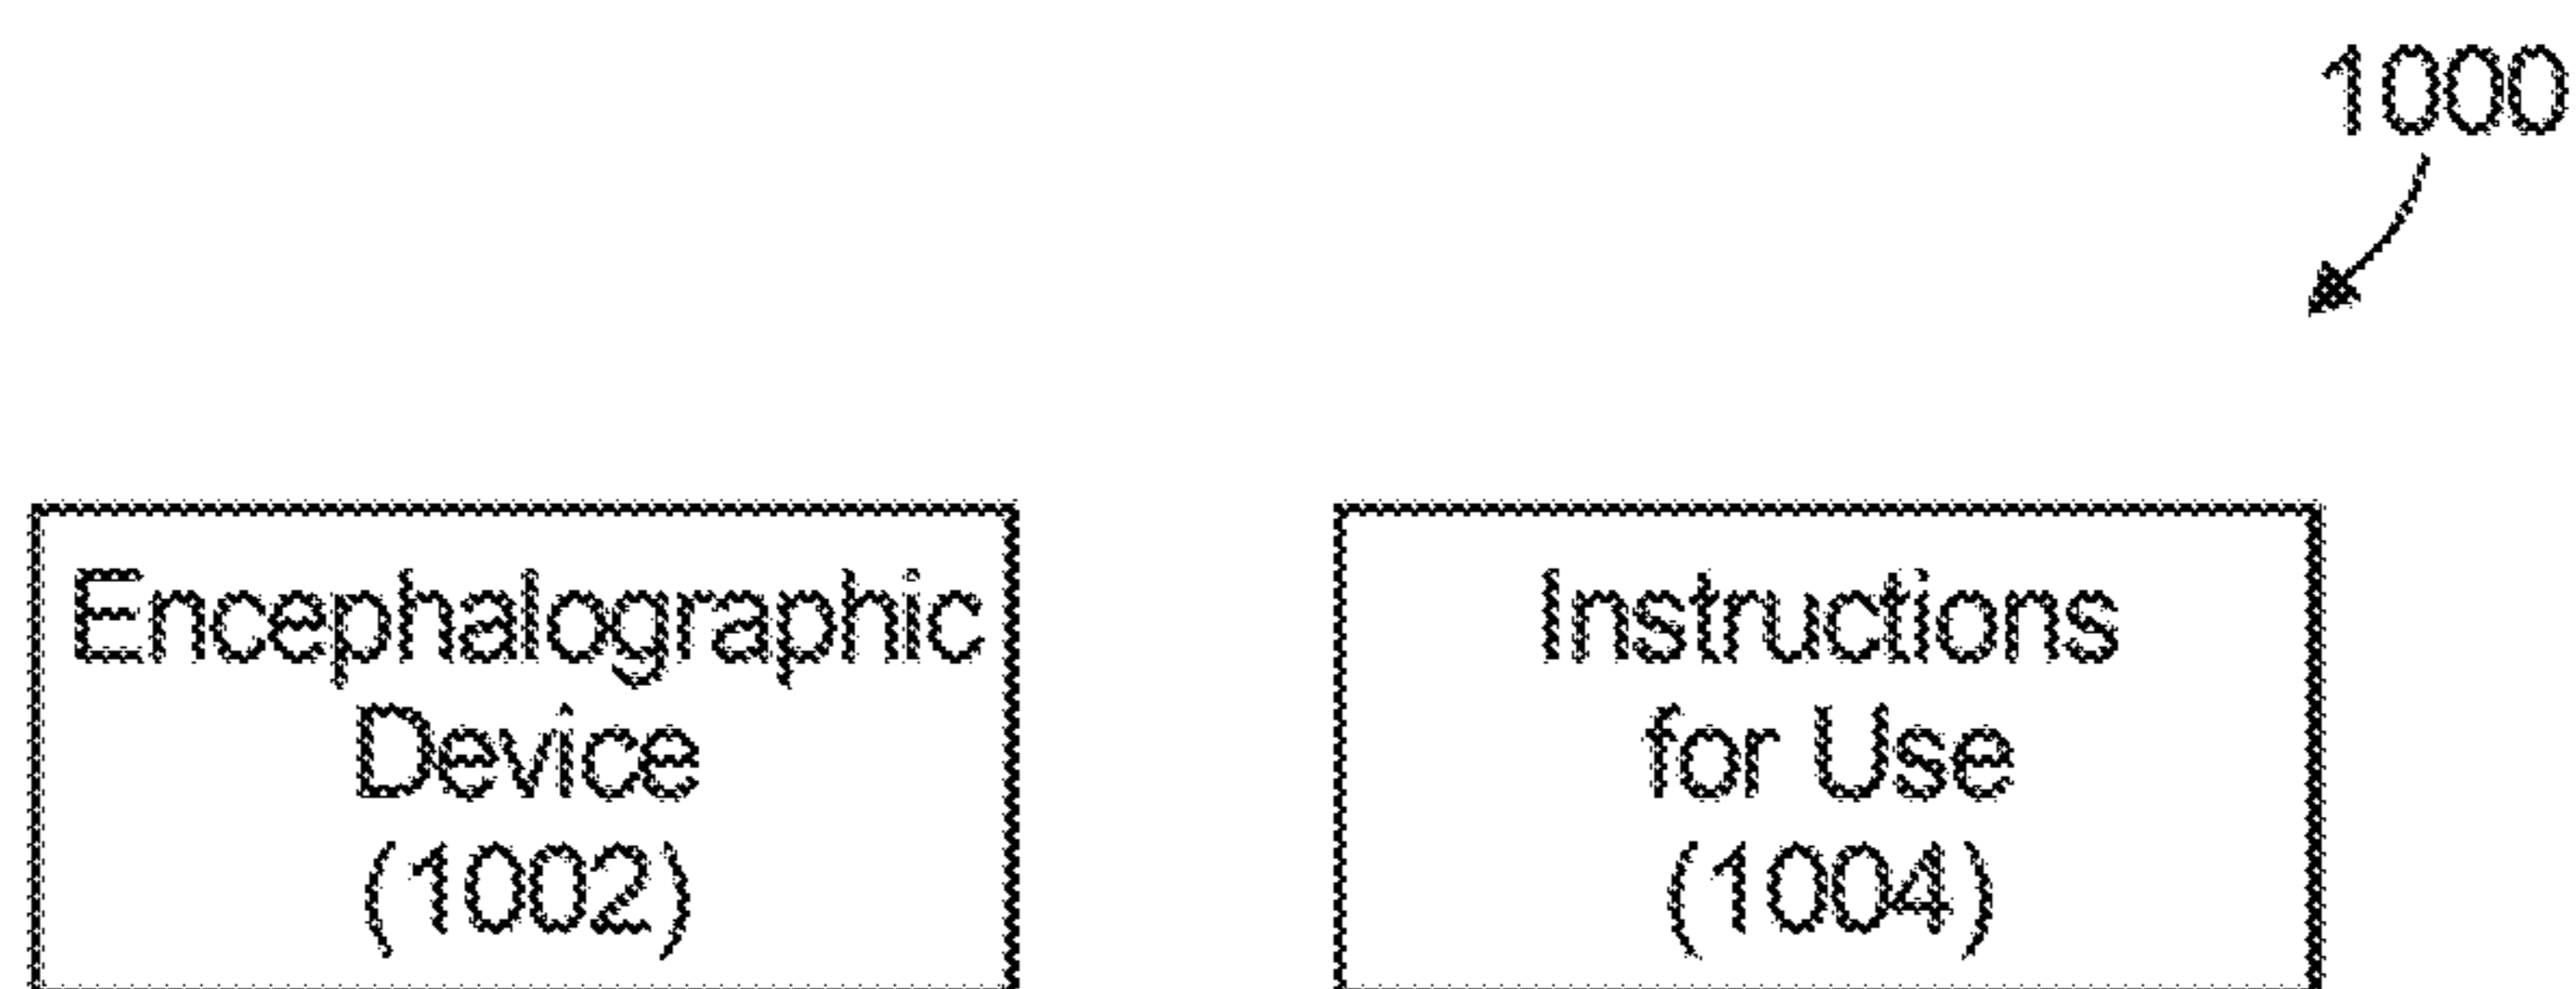 1000
Encephalographic
Device
(1002)
Instructions
for Use
(1004)